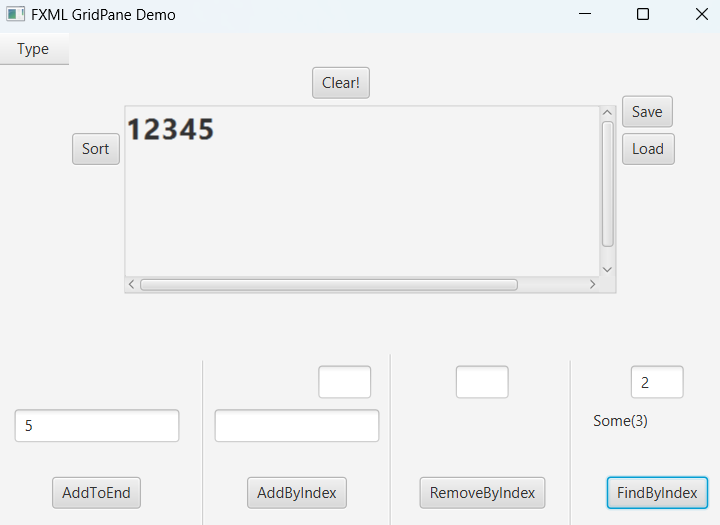 FXML GridPane Demo
Type
Clear!
Save
12345
Sort
Load
2
5
Some(3)
AddToEnd
AddByIndex
RemoveByIndex
FindByIndex